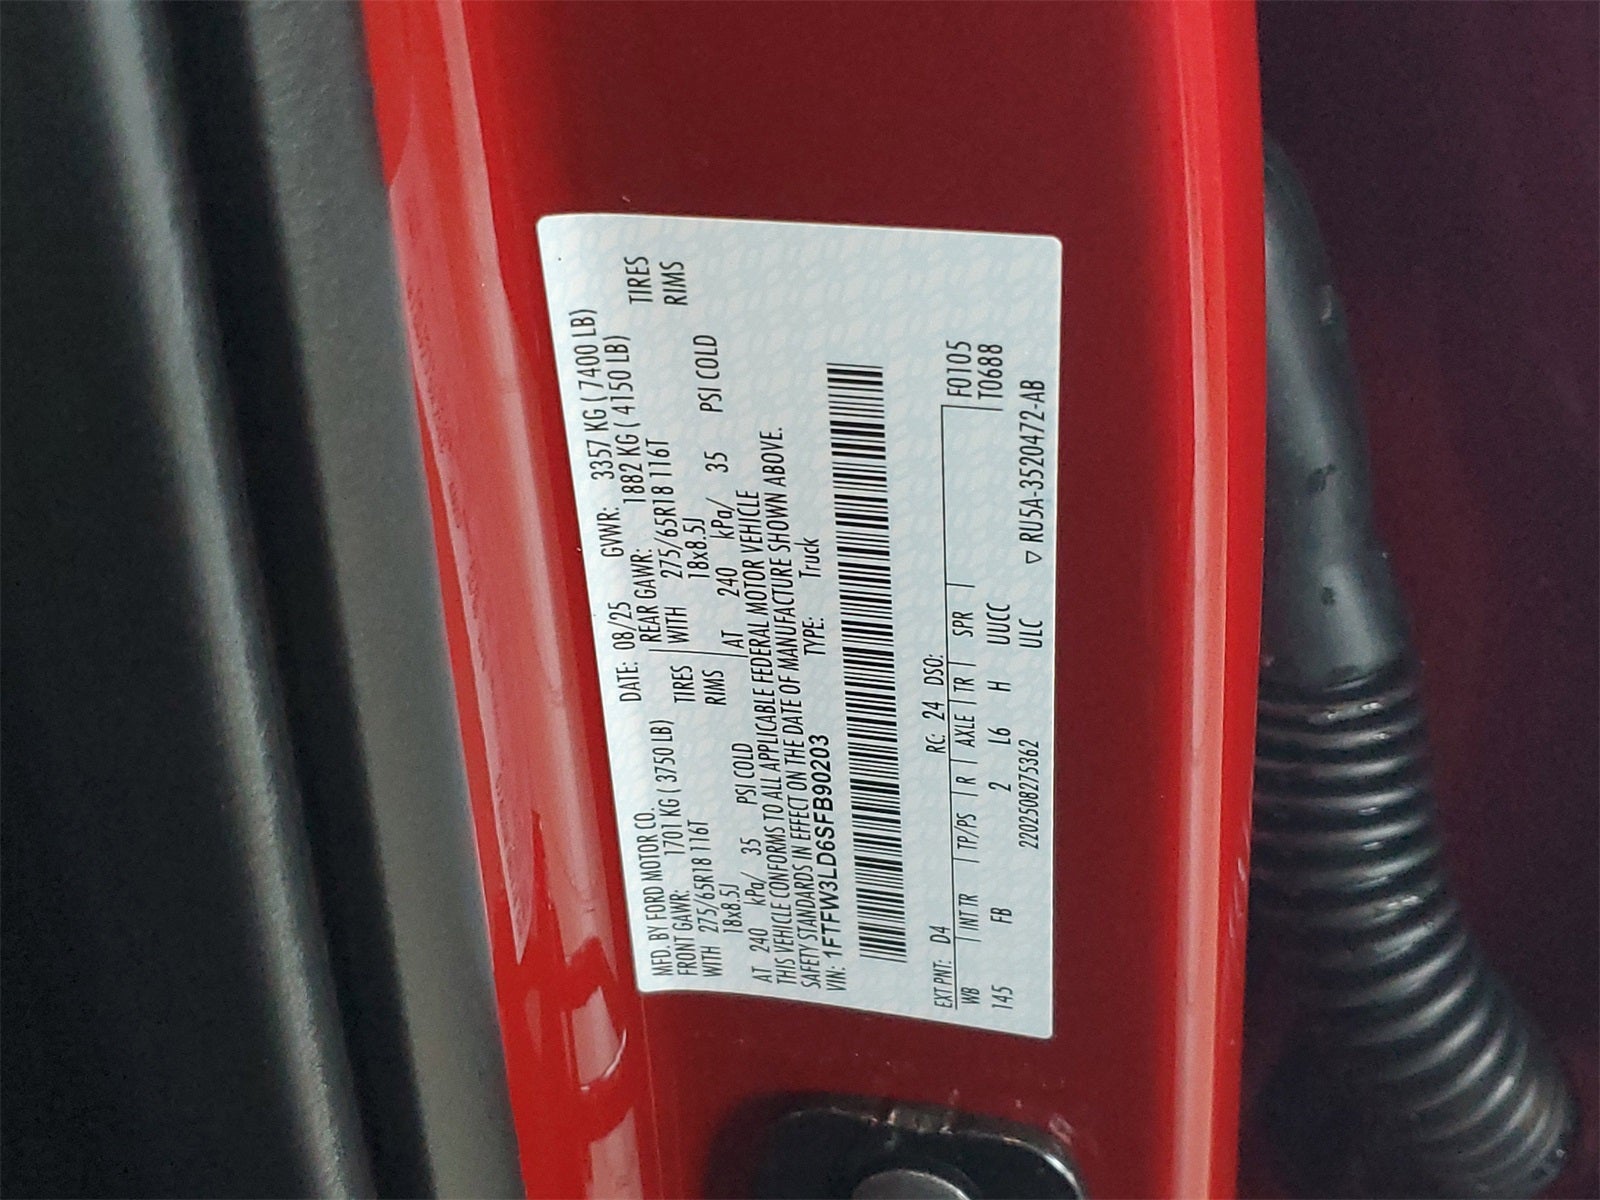 MFD. BY FORD MOTOR CO.
DATE: 08/25 GVWR: 3357 KG ( 7400 LB)
FRONT GAWR: 1701 KG ( 3750 LB) REAR GAWR: 1882 KG ( 4150 LB)
WITH 275/65R18 116T TIRES WITH 275/65R18 116T TIRES
18x8.5J RIMS 18x8.5J RIMS
AT 240 kPa/ 35 PSI COLD AT 240 kPa/ 35 PSI COLD
THIS VEHICLE CONFORMS TO ALL APPLICABLE FEDERAL MOTOR VEHICLE
SAFETY STANDARDS IN EFFECT ON THE DATE OF MANUFACTURE SHOWN ABOVE.
VIN: 1FTFW3LD6SFB90203 TYPE: Truck
EXT PNT: D4 RC: 24 DSO: F0105
WB | INT TR | TP/PS | R | AXLE | TR | SPR | T0688
145 FB 2 L6 H UUCC
2202508275362 ULC ▽ RU5A-3520472-AB